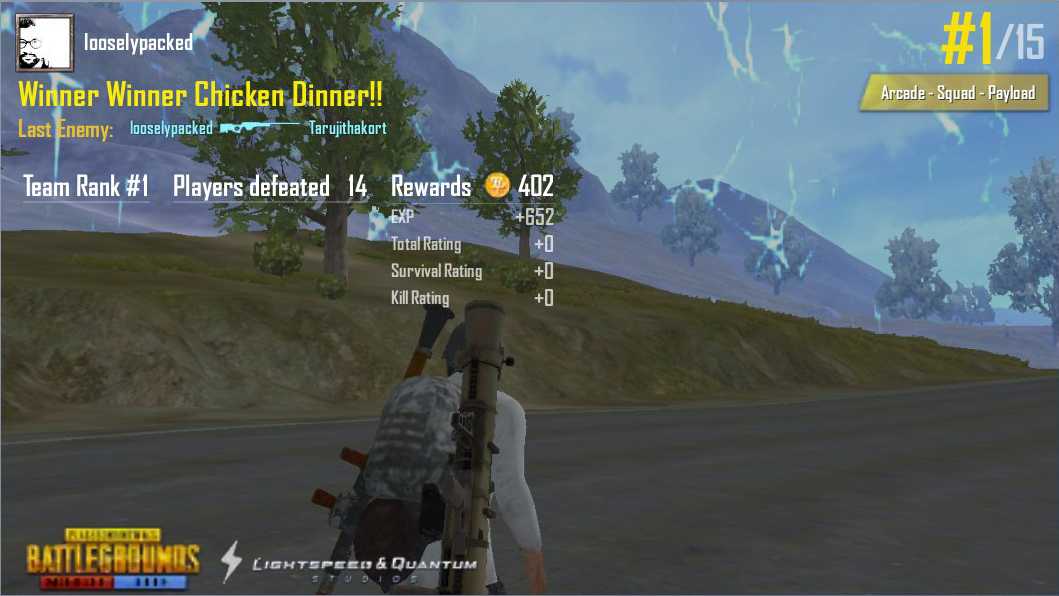 looselypacked
#1/15
Winner Winner Chicken Dinner!!
Arcade - Squad - Payload
Last Enemy: looselypacked Tarujithakort
Team Rank #1 Players defeated 14 Rewards 402
EXP +652
Total Rating +0
Survival Rating +0
Kill Rating +0
BATTLEGROUNDS
LIGHTSPEED & QUANTUM
STUDIOS